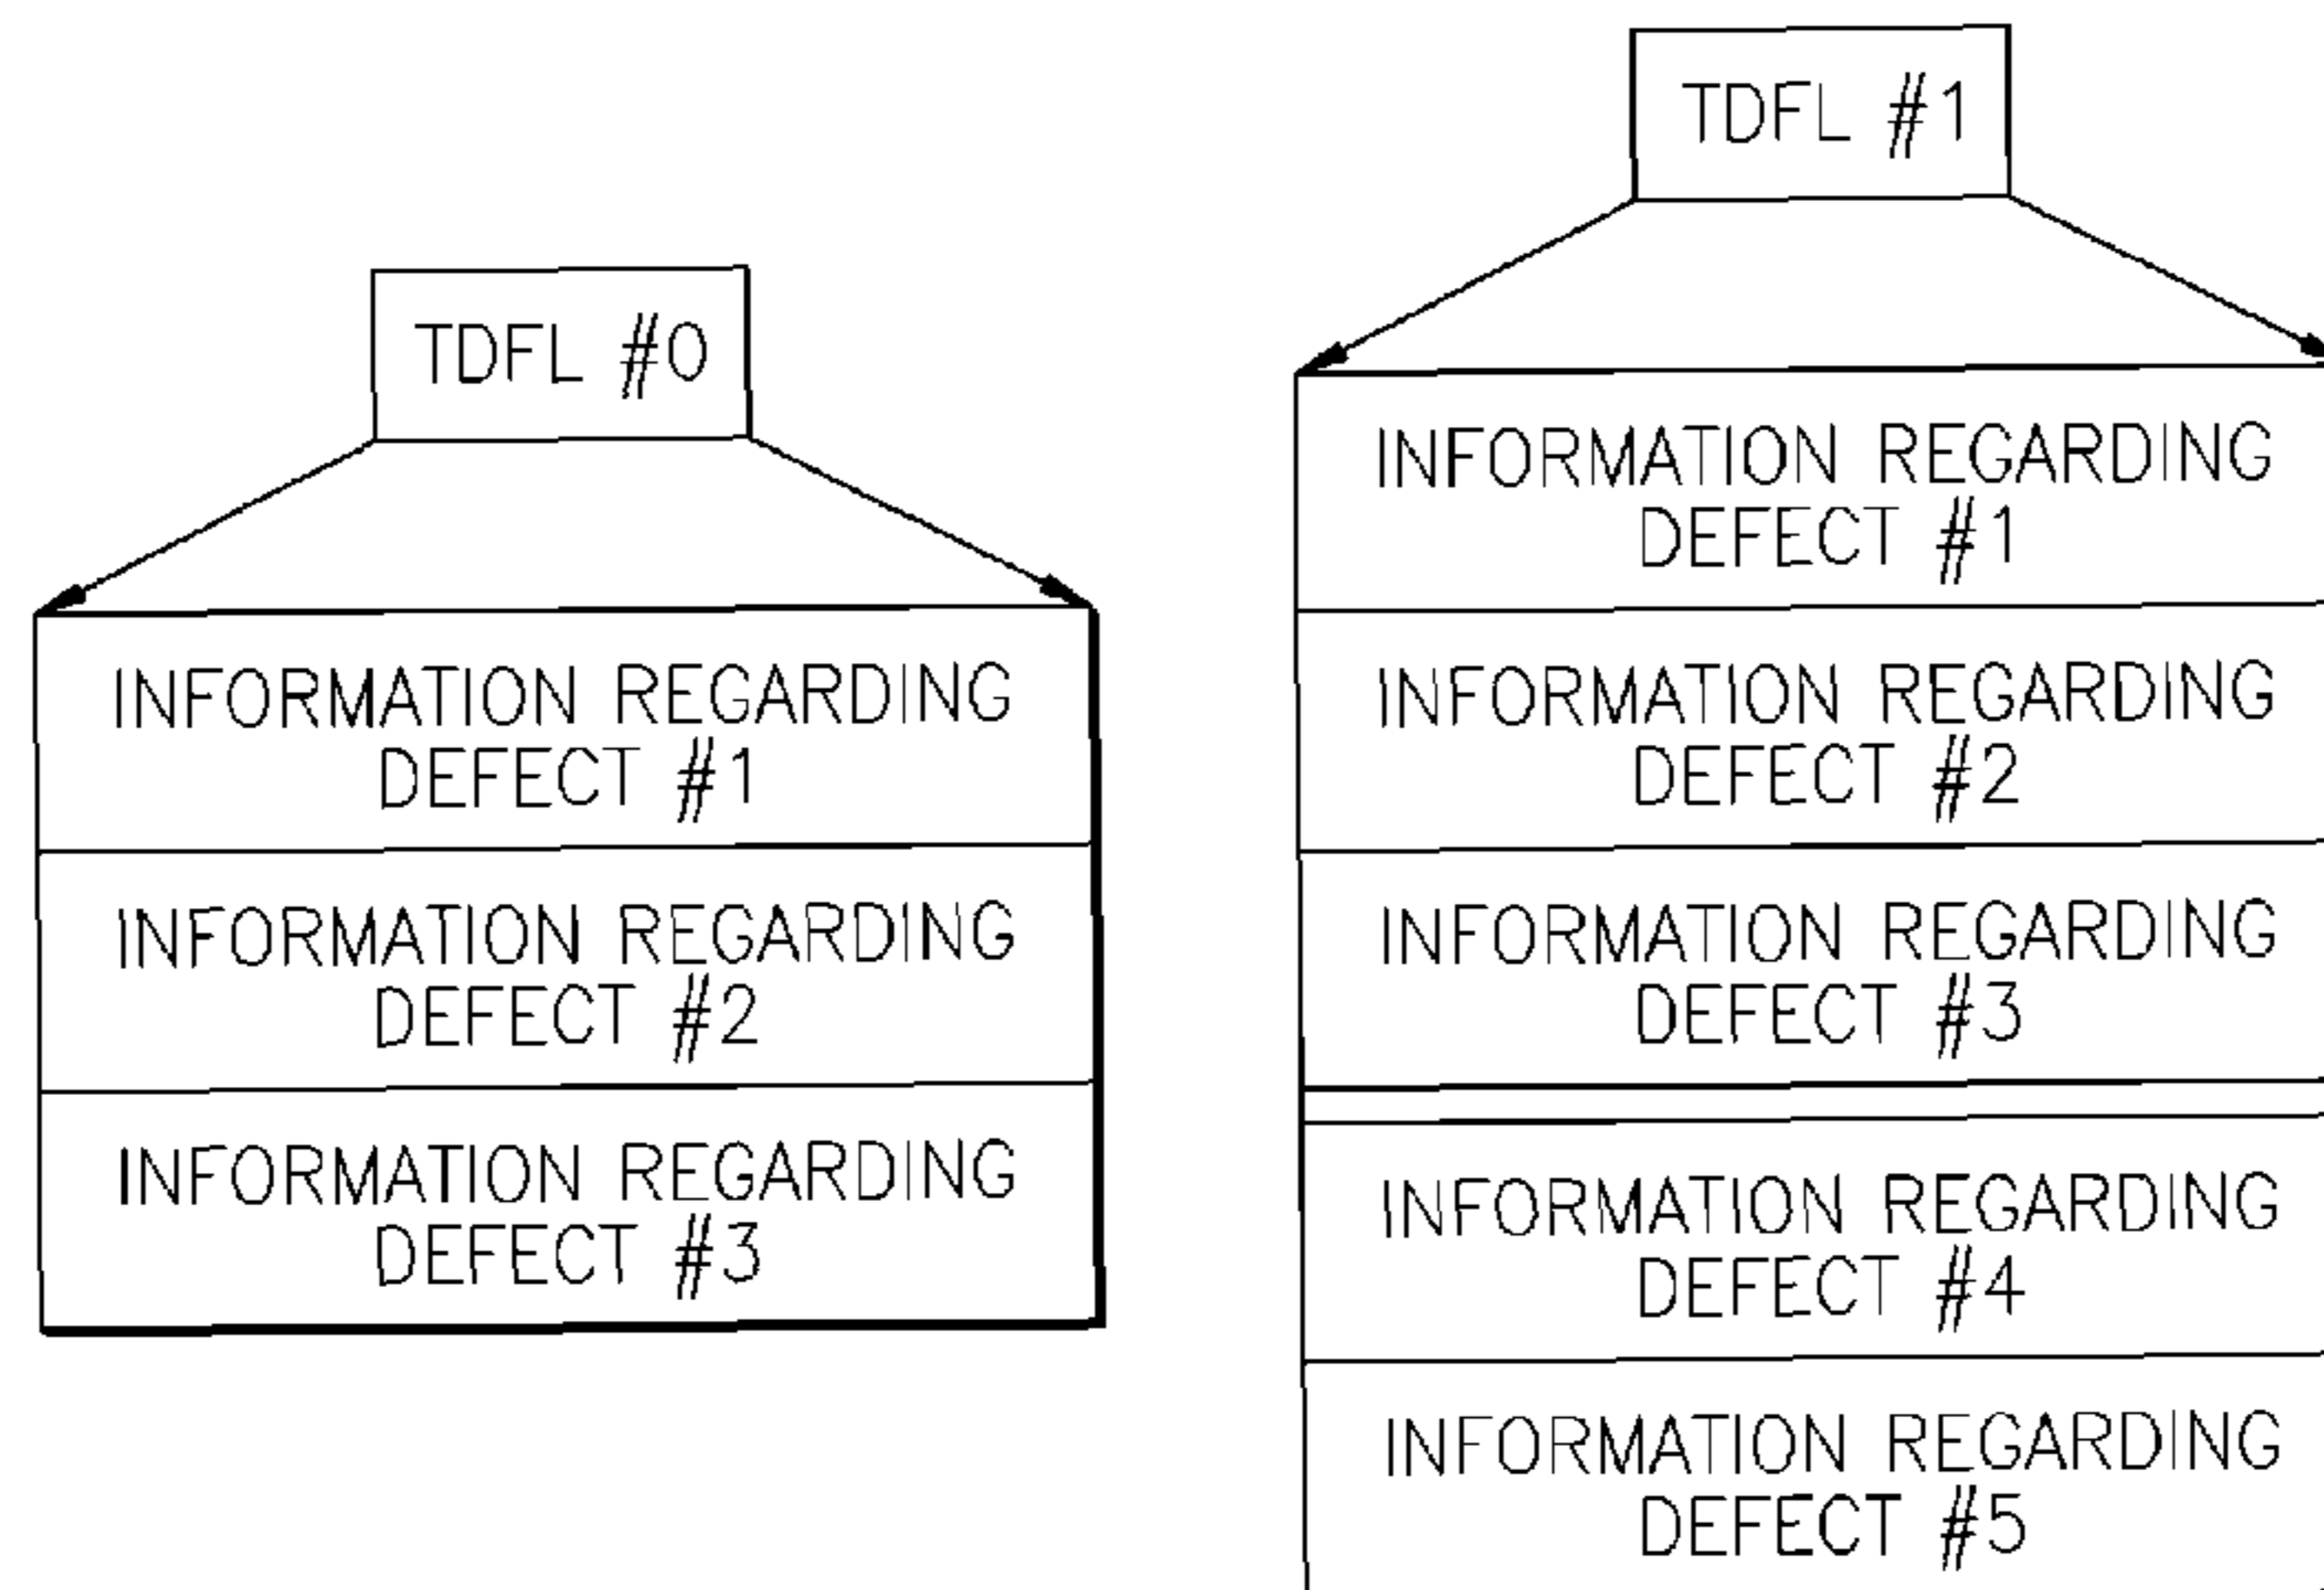 TDFL #0
INFORMATION REGARDING
DEFECT #1
INFORMATION REGARDING
DEFECT #2
INFORMATION REGARDING
DEFECT #3
TDFL #1
INFORMATION REGARDING
DEFECT #1
INFORMATION REGARDING
DEFECT #2
INFORMATION REGARDING
DEFECT #3
INFORMATION REGARDING
DEFECT #4
INFORMATION REGARDING
DEFECT #5